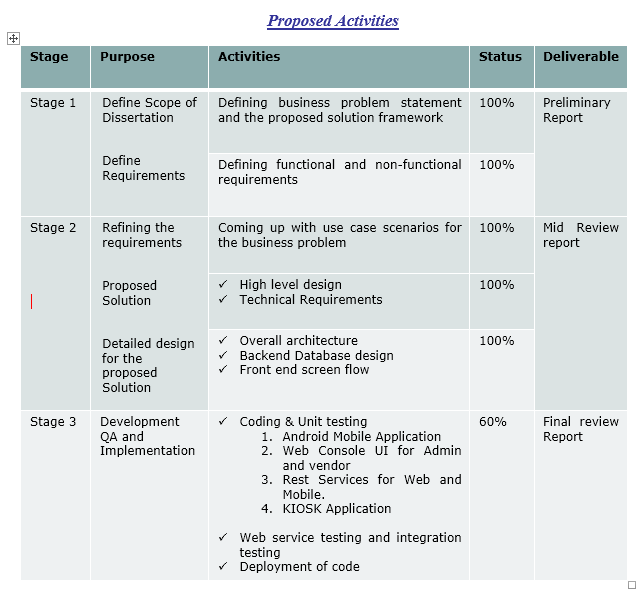 Proposed Activities
Stage Purpose Activities Status Deliverable
Stage 1 Define Scope of Defining business problem statement 100% Preliminary
Dissertation and the proposed solution framework Report
Define Defining functional and non-functional 100%
Requirements requirements
Stage 2 Refining the Coming up with use case scenarios for 100% Mid Review
requirements the business problem report
Proposed ✓ High level design 100%
Solution ✓ Technical Requirements
Detailed design ✓ Overall architecture 100%
for the ✓ Backend Database design
proposed ✓ Front end screen flow
Solution
Stage 3 Development ✓ Coding & Unit testing 60% Final review
QA and 1. Android Mobile Application Report
Implementation 2. Web Console UI for Admin
and vendor
3. Rest Services for Web and
Mobile.
4. KIOSK Application
✓ Web service testing and integration
testing
✓ Deployment of code